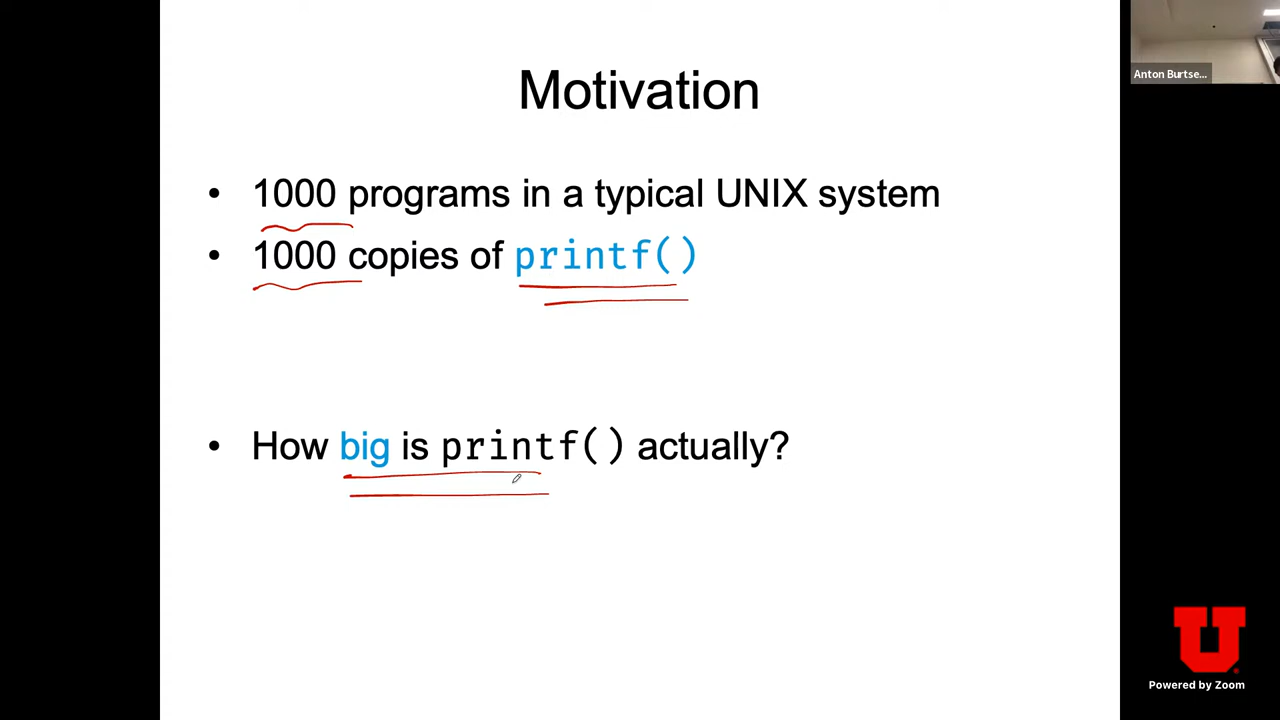 Motivation
Anton Burtse...
• 1000 programs in a typical UNIX system
• 1000 copies of printf()
• How big is printf() actually?
U
Powered by Zoom